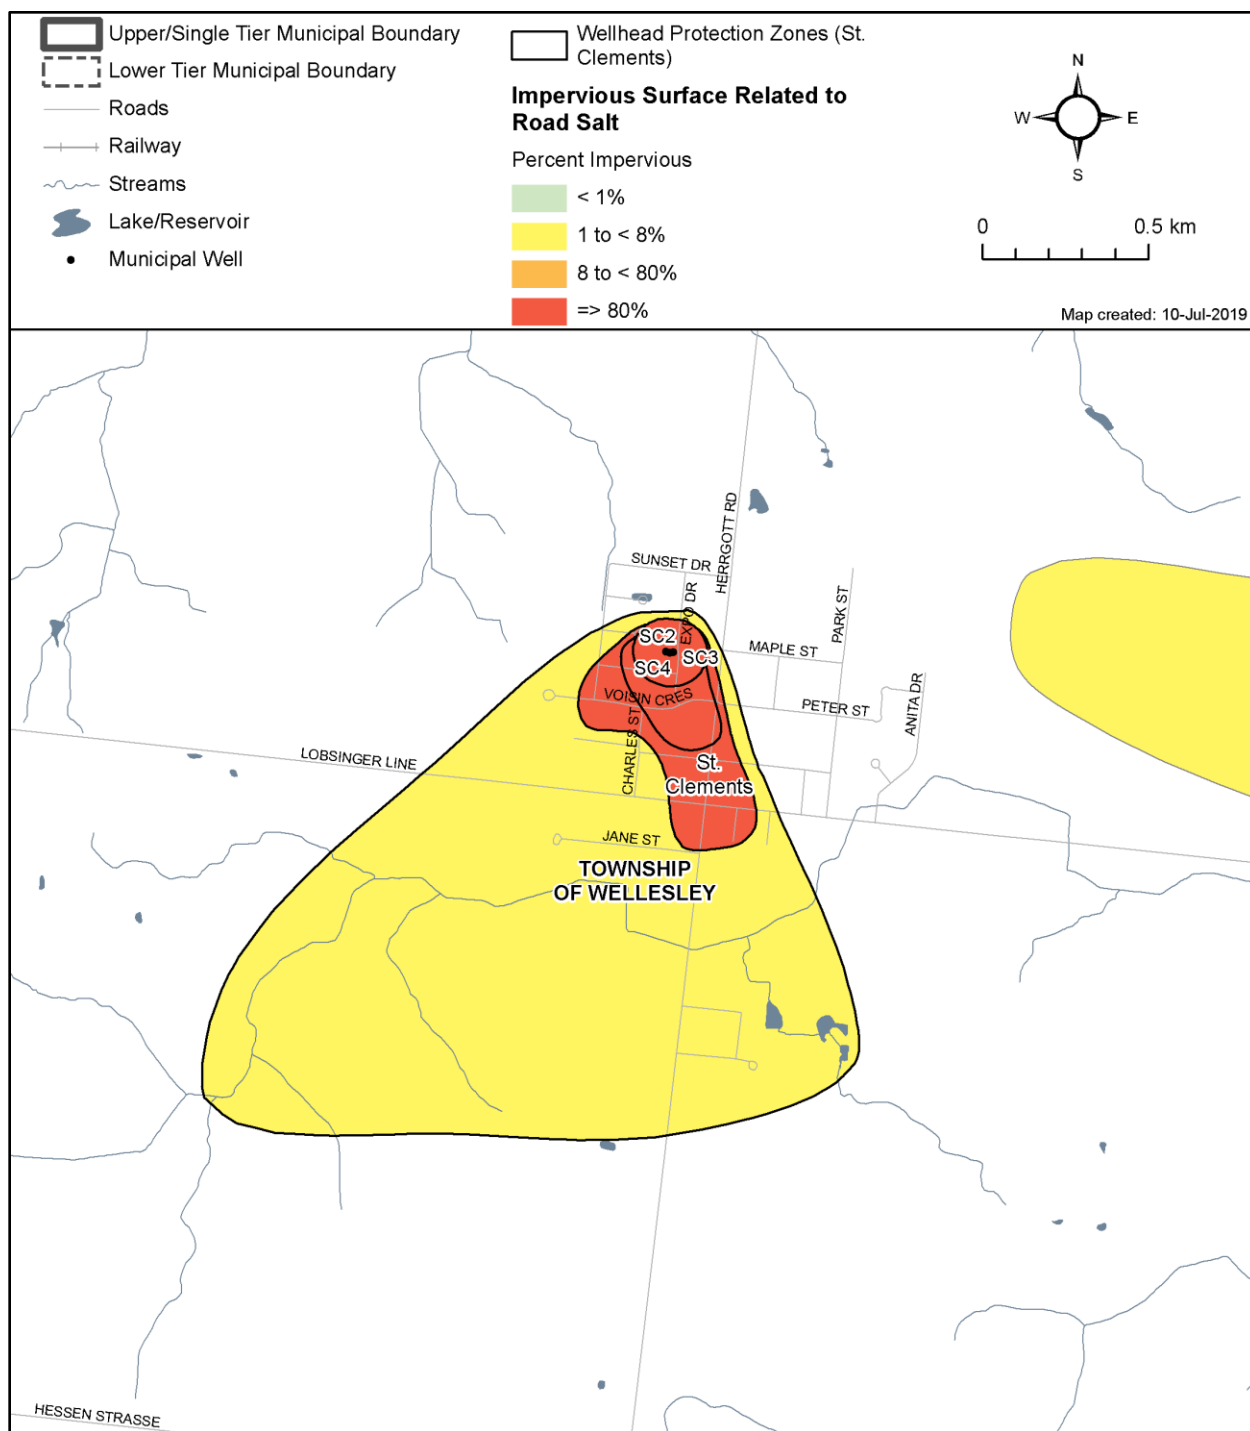 Upper/Single Tier Municipal Boundary
Lower Tier Municipal Boundary
Roads
Railway
Streams
Lake/Reservoir
Municipal Well
Wellhead Protection Zones (St.
Clements)
Impervious Surface Related to
Road Salt
Percent Impervious
< 1%
1 to < 8%
8 to < 80%
=> 80%
N
W E
S
0 0.5 km
Map created: 10-Jul-2019
HERRGOTT RD
SUNSET DR
EXPO DR
PARK ST
SC2
MAPLE ST
SC3
SC4
VOISIN CRES
PETER ST
ANITA DR
CHARLES ST
LOBSINGER LINE
St.
Clements
JANE ST
TOWNSHIP
OF WELLESLEY
HESSEN STRASSE